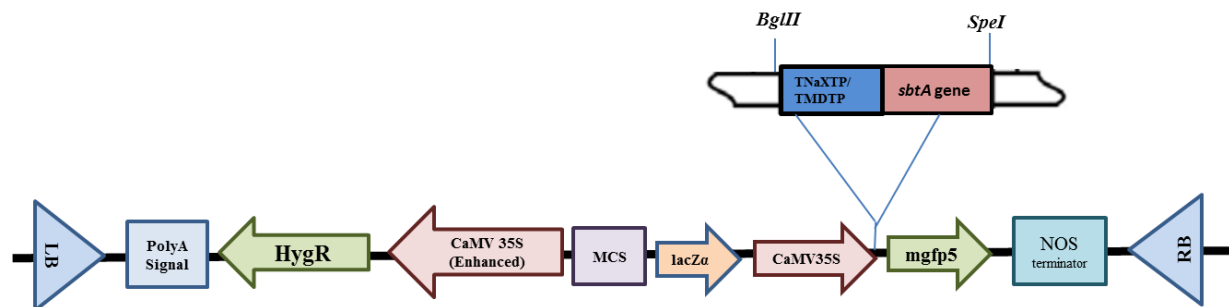 BglII
SpeI
TNaXTP/
TMDTP
sbtA gene
LB
PolyA
Signal
HygR
CaMV 35S
(Enhanced)
MCS
lacZα
CaMV35S
mgfp5
NOS
terminator
RB